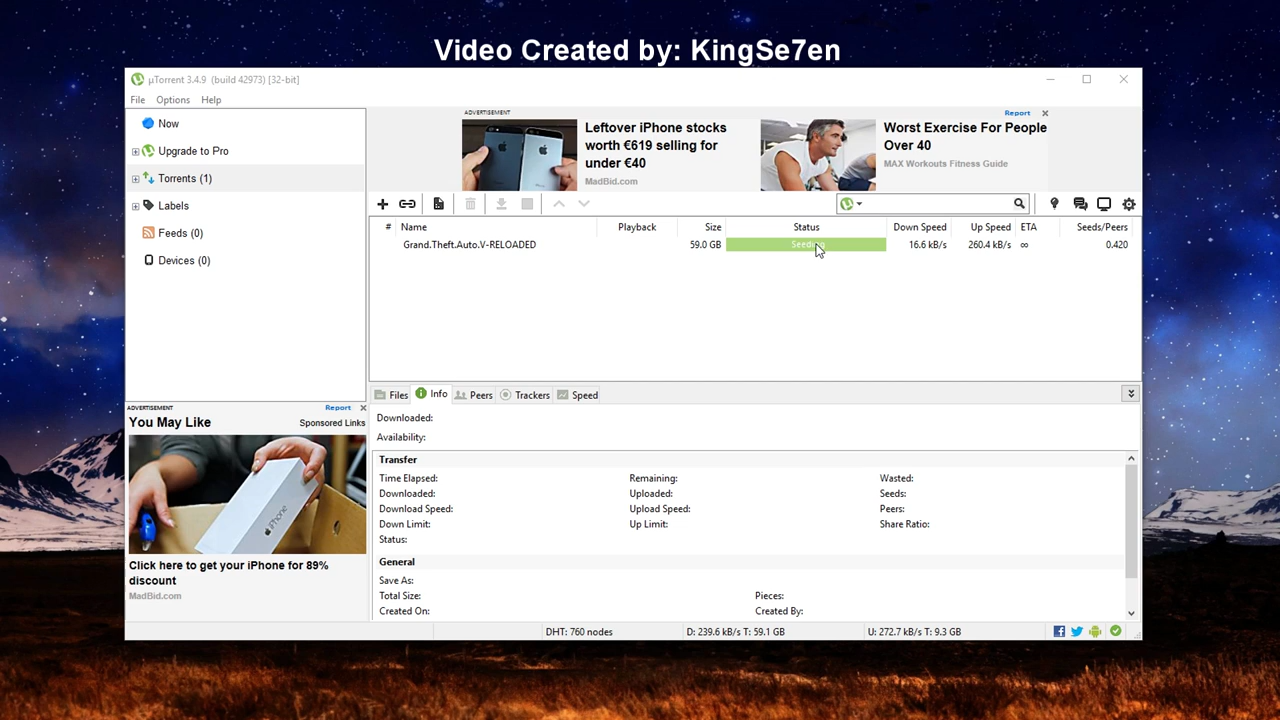 Video Created by: KingSe7en
µTorrent 3.4.9 (build 42973) [32-bit]
File Options Help
Now
Upgrade to Pro
Torrents (1)
Labels
Feeds (0)
Devices (0)
ADVERTISEMENT Report
Leftover iPhone stocks
worth €619 selling for
under €40
MadBid.com
Worst Exercise For People
Over 40
MAX Workouts Fitness Guide
# Name Playback Size Status Down Speed Up Speed ETA Seeds/Peers
Grand.Theft.Auto.V-RELOADED 59.0 GB Seeding 16.6 kB/s 260.4 kB/s ∞ 0.420
Files Info Peers Trackers Speed
Downloaded:
Availability:
Transfer
Time Elapsed: Remaining: Wasted:
Downloaded: Uploaded: Seeds:
Download Speed: Upload Speed: Peers:
Down Limit: Up Limit: Share Ratio:
Status:
General
Save As:
Total Size: Pieces:
Created On: Created By:
ADVERTISEMENT Report
You May Like Sponsored Links
iPhone
Click here to get your iPhone for 89%
discount
MadBid.com
DHT: 760 nodes D: 239.6 kB/s T: 59.1 GB U: 272.7 kB/s T: 9.3 GB